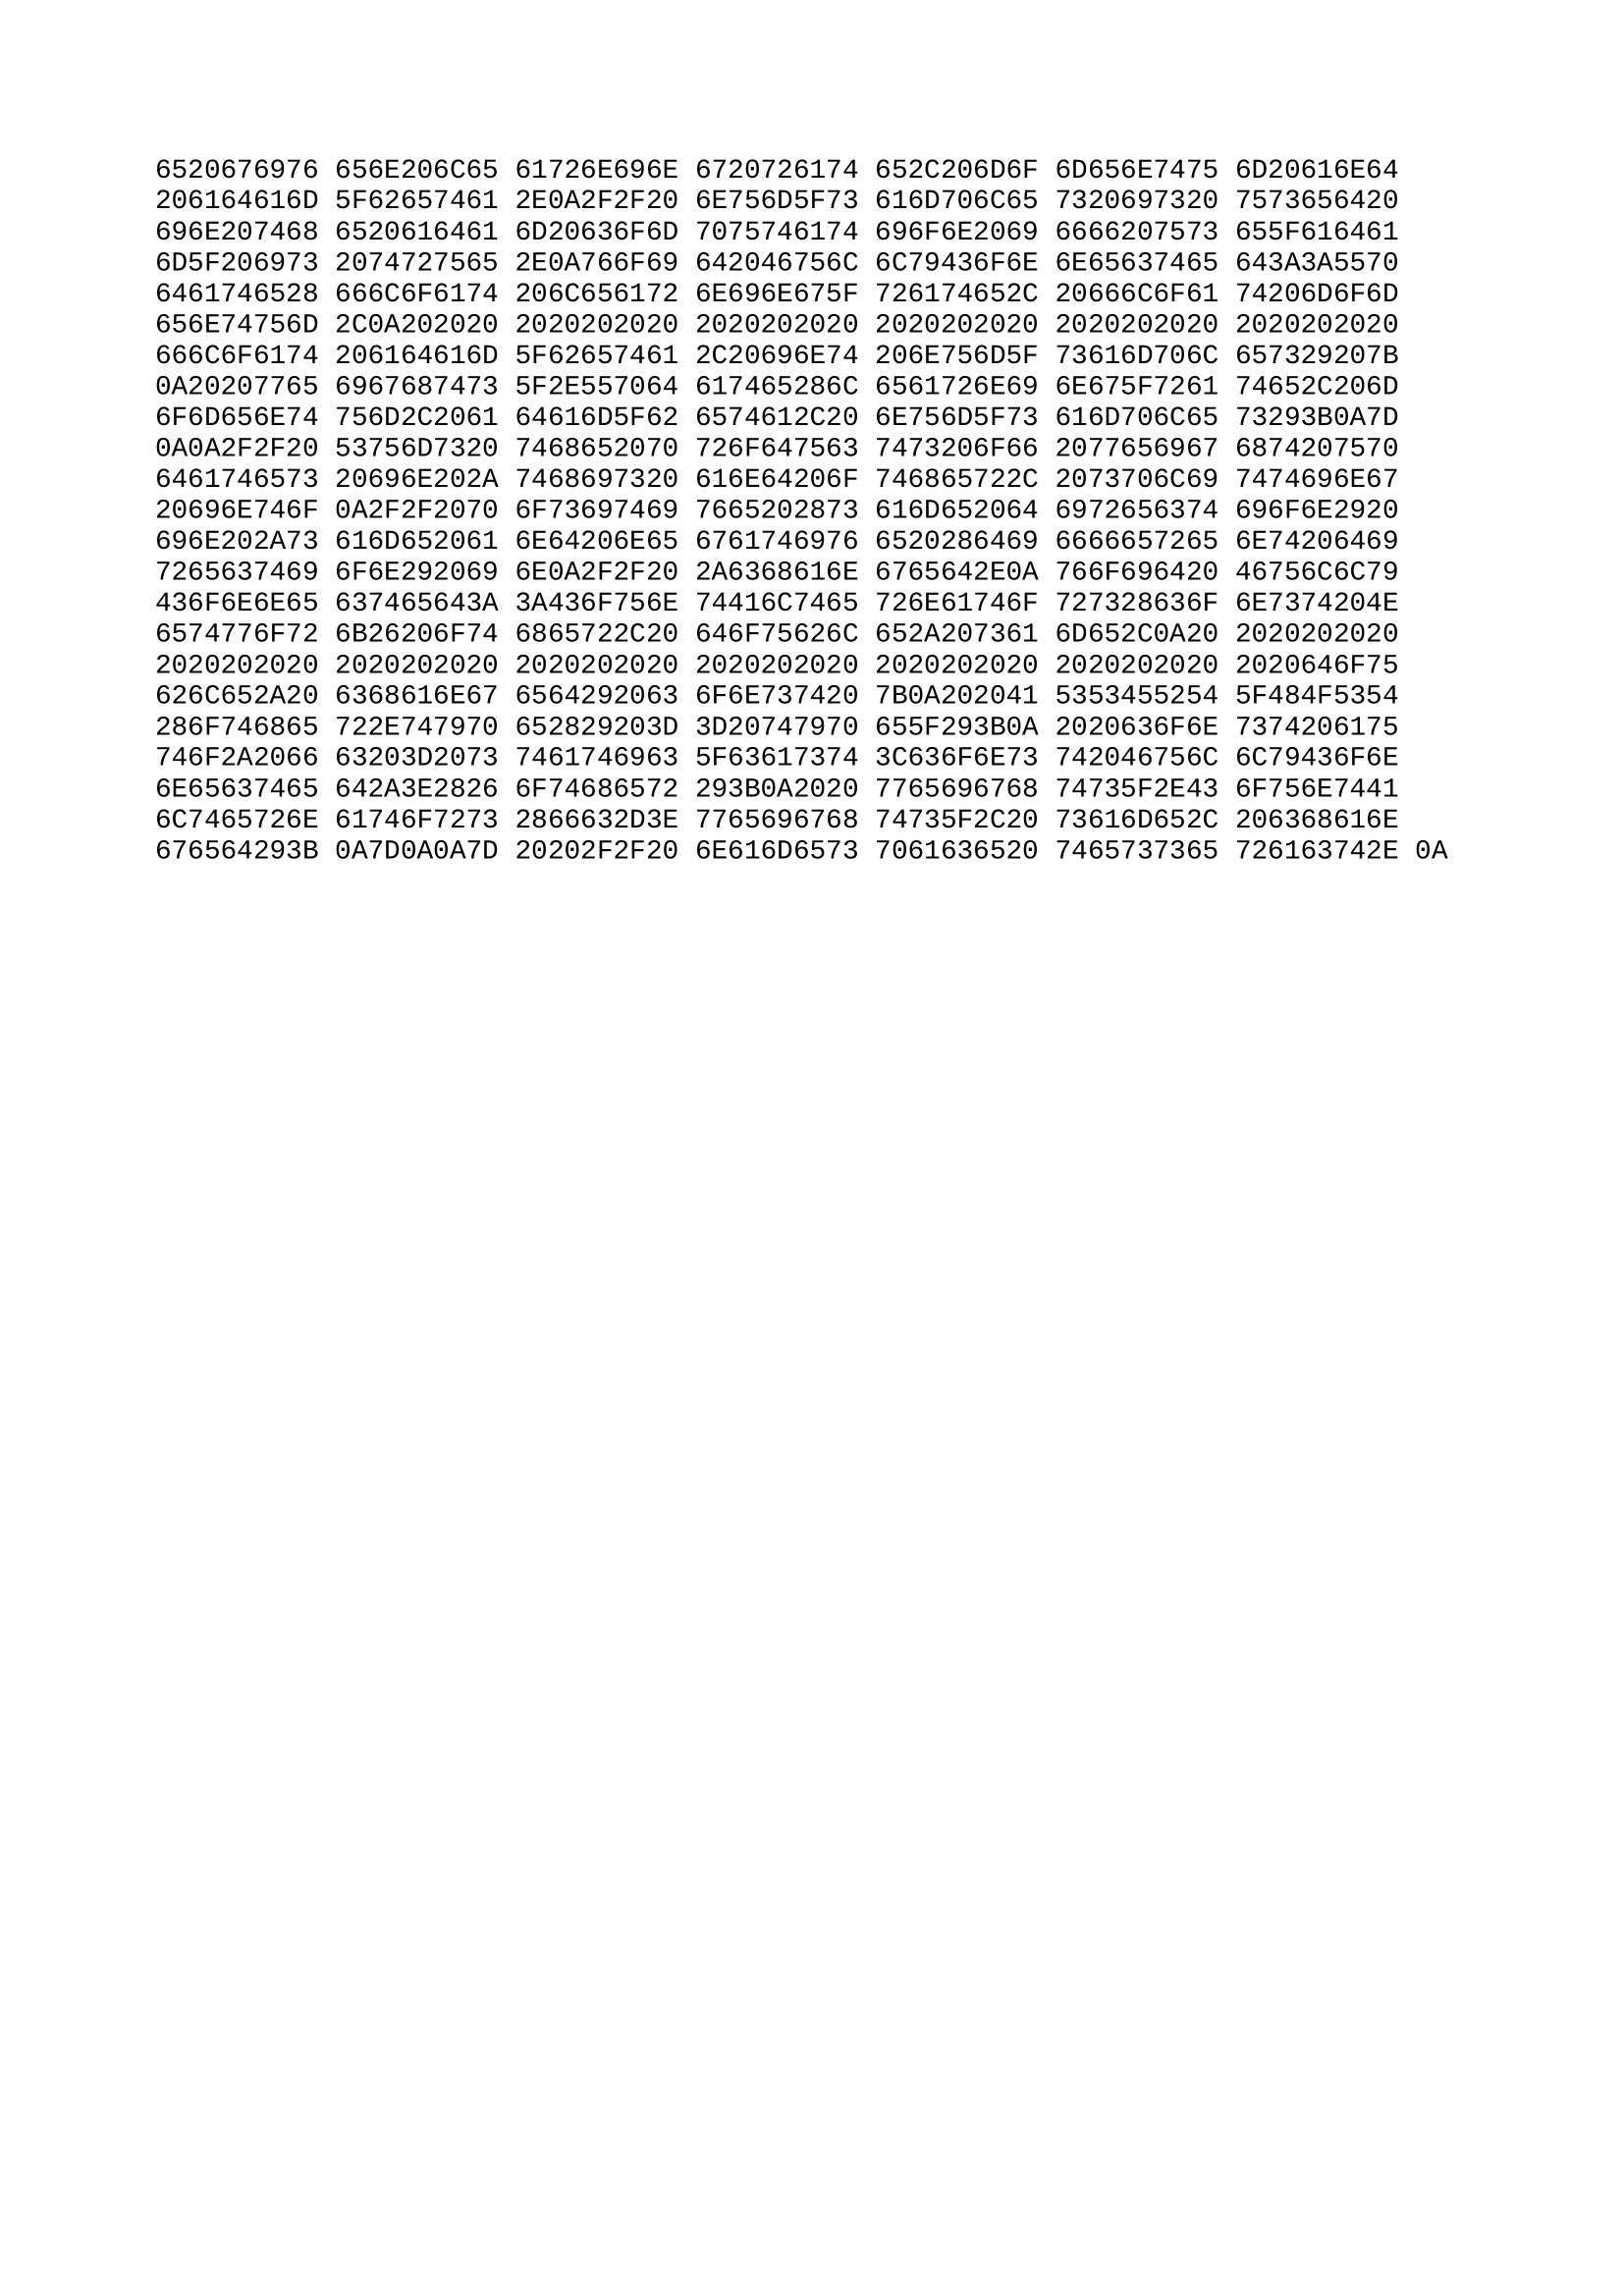 6520676976 656E206C65 61726E696E 6720726174 652C206D6F 6D656E7475 6D20616E64
206164616D 5F62657461 2E0A2F2F20 6E756D5F73 616D706C65 7320697320 7573656420
696E207468 6520616461 6D20636F6D 7075746174 696F6E2069 6666207573 655F616461
6D5F206973 2074727565 2E0A766F69 642046756C 6C79436F6E 6E65637465 643A3A5570
6461746528 666C6F6174 206C656172 6E696E675F 726174652C 20666C6F61 74206D6F6D
656E74756D 2C0A202020 2020202020 2020202020 2020202020 2020202020 2020202020
666C6F6174 206164616D 5F62657461 2C20696E74 206E756D5F 73616D706C 657329207B
0A20207765 6967687473 5F2E557064 617465286C 6561726E69 6E675F7261 74652C206D
6F6D656E74 756D2C2061 64616D5F62 6574612C20 6E756D5F73 616D706C65 73293B0A7D
0A0A2F2F20 53756D7320 7468652070 726F647563 7473206F66 2077656967 6874207570
6461746573 20696E202A 7468697320 616E64206F 746865722C 2073706C69 7474696E67
20696E746F 0A2F2F2070 6F73697469 7665202873 616D652064 6972656374 696F6E2920
696E202A73 616D652061 6E64206E65 6761746976 6520286469 6666657265 6E74206469
7265637469 6F6E292069 6E0A2F2F20 2A6368616E 6765642E0A 766F696420 46756C6C79
436F6E6E65 637465643A 3A436F756E 74416C7465 726E61746F 727328636F 6E7374204E
6574776F72 6B26206F74 6865722C20 646F75626C 652A207361 6D652C0A20 2020202020
2020202020 2020202020 2020202020 2020202020 2020202020 2020202020 2020646F75
626C652A20 6368616E67 6564292063 6F6E737420 7B0A202041 5353455254 5F484F5354
286F746865 722E747970 652829203D 3D20747970 655F293B0A 2020636F6E 7374206175
746F2A2066 63203D2073 7461746963 5F63617374 3C636F6E73 742046756C 6C79436F6E
6E65637465 642A3E2826 6F74686572 293B0A2020 7765696768 74735F2E43 6F756E7441
6C7465726E 61746F7273 2866632D3E 7765696768 74735F2C20 73616D652C 206368616E
676564293B 0A7D0A0A7D 20202F2F20 6E616D6573 7061636520 7465737365 726163742E 0A